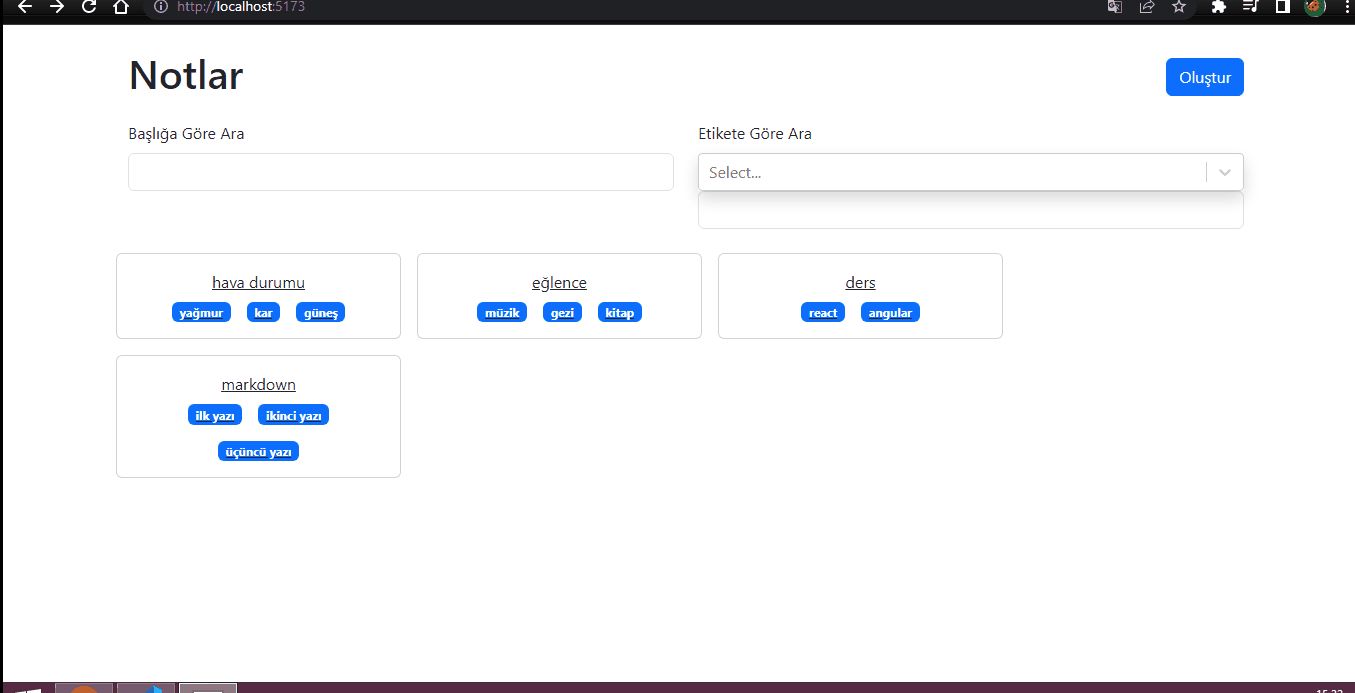 http://localhost:5173
Notlar
Oluştur
Başlığa Göre Ara
Etikete Göre Ara
Select...
hava durumu
yağmur kar güneş
eğlence
müzik gezi kitap
ders
react angular
markdown
ilk yazı ikinci yazı
üçüncü yazı